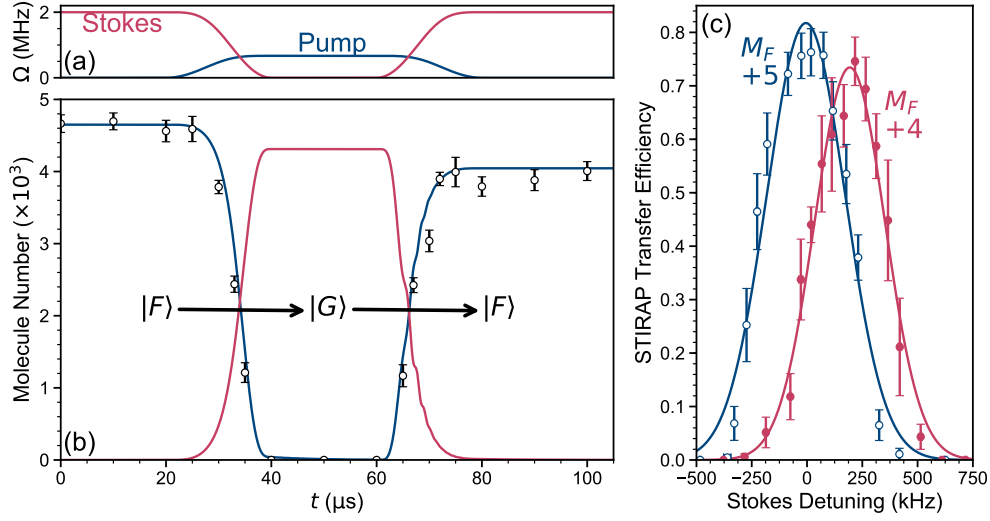 2
0
Ω (MHz)
Stokes
Pump
(a)
5
4
3
2
1
0
Molecule Number (×10³)
|F⟩ |G⟩ |F⟩
(b)
0 20 40 60 80 100
t (μs)
(c)
0.8
0.7
0.6
0.5
0.4
0.3
0.2
0.1
0.0
STIRAP Transfer Efficiency
M_F
+5
M_F
+4
−500 −250 0 250 500 750
Stokes Detuning (kHz)